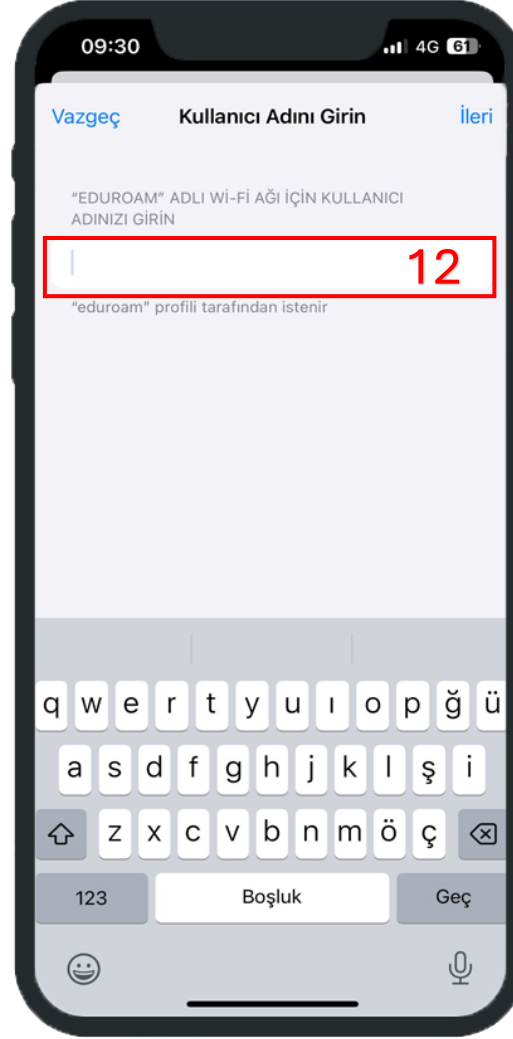 09:30 4G 61
Vazgeç Kullanıcı Adını Girin İleri
“EDUROAM” ADLI Wİ-Fİ AĞI İÇİN KULLANICI
ADINIZI GİRİN
12
“eduroam” profili tarafından istenir
q w e r t y u ı o p ğ ü
a s d f g h j k l ş i
z x c v b n m ö ç
123 Boşluk Geç